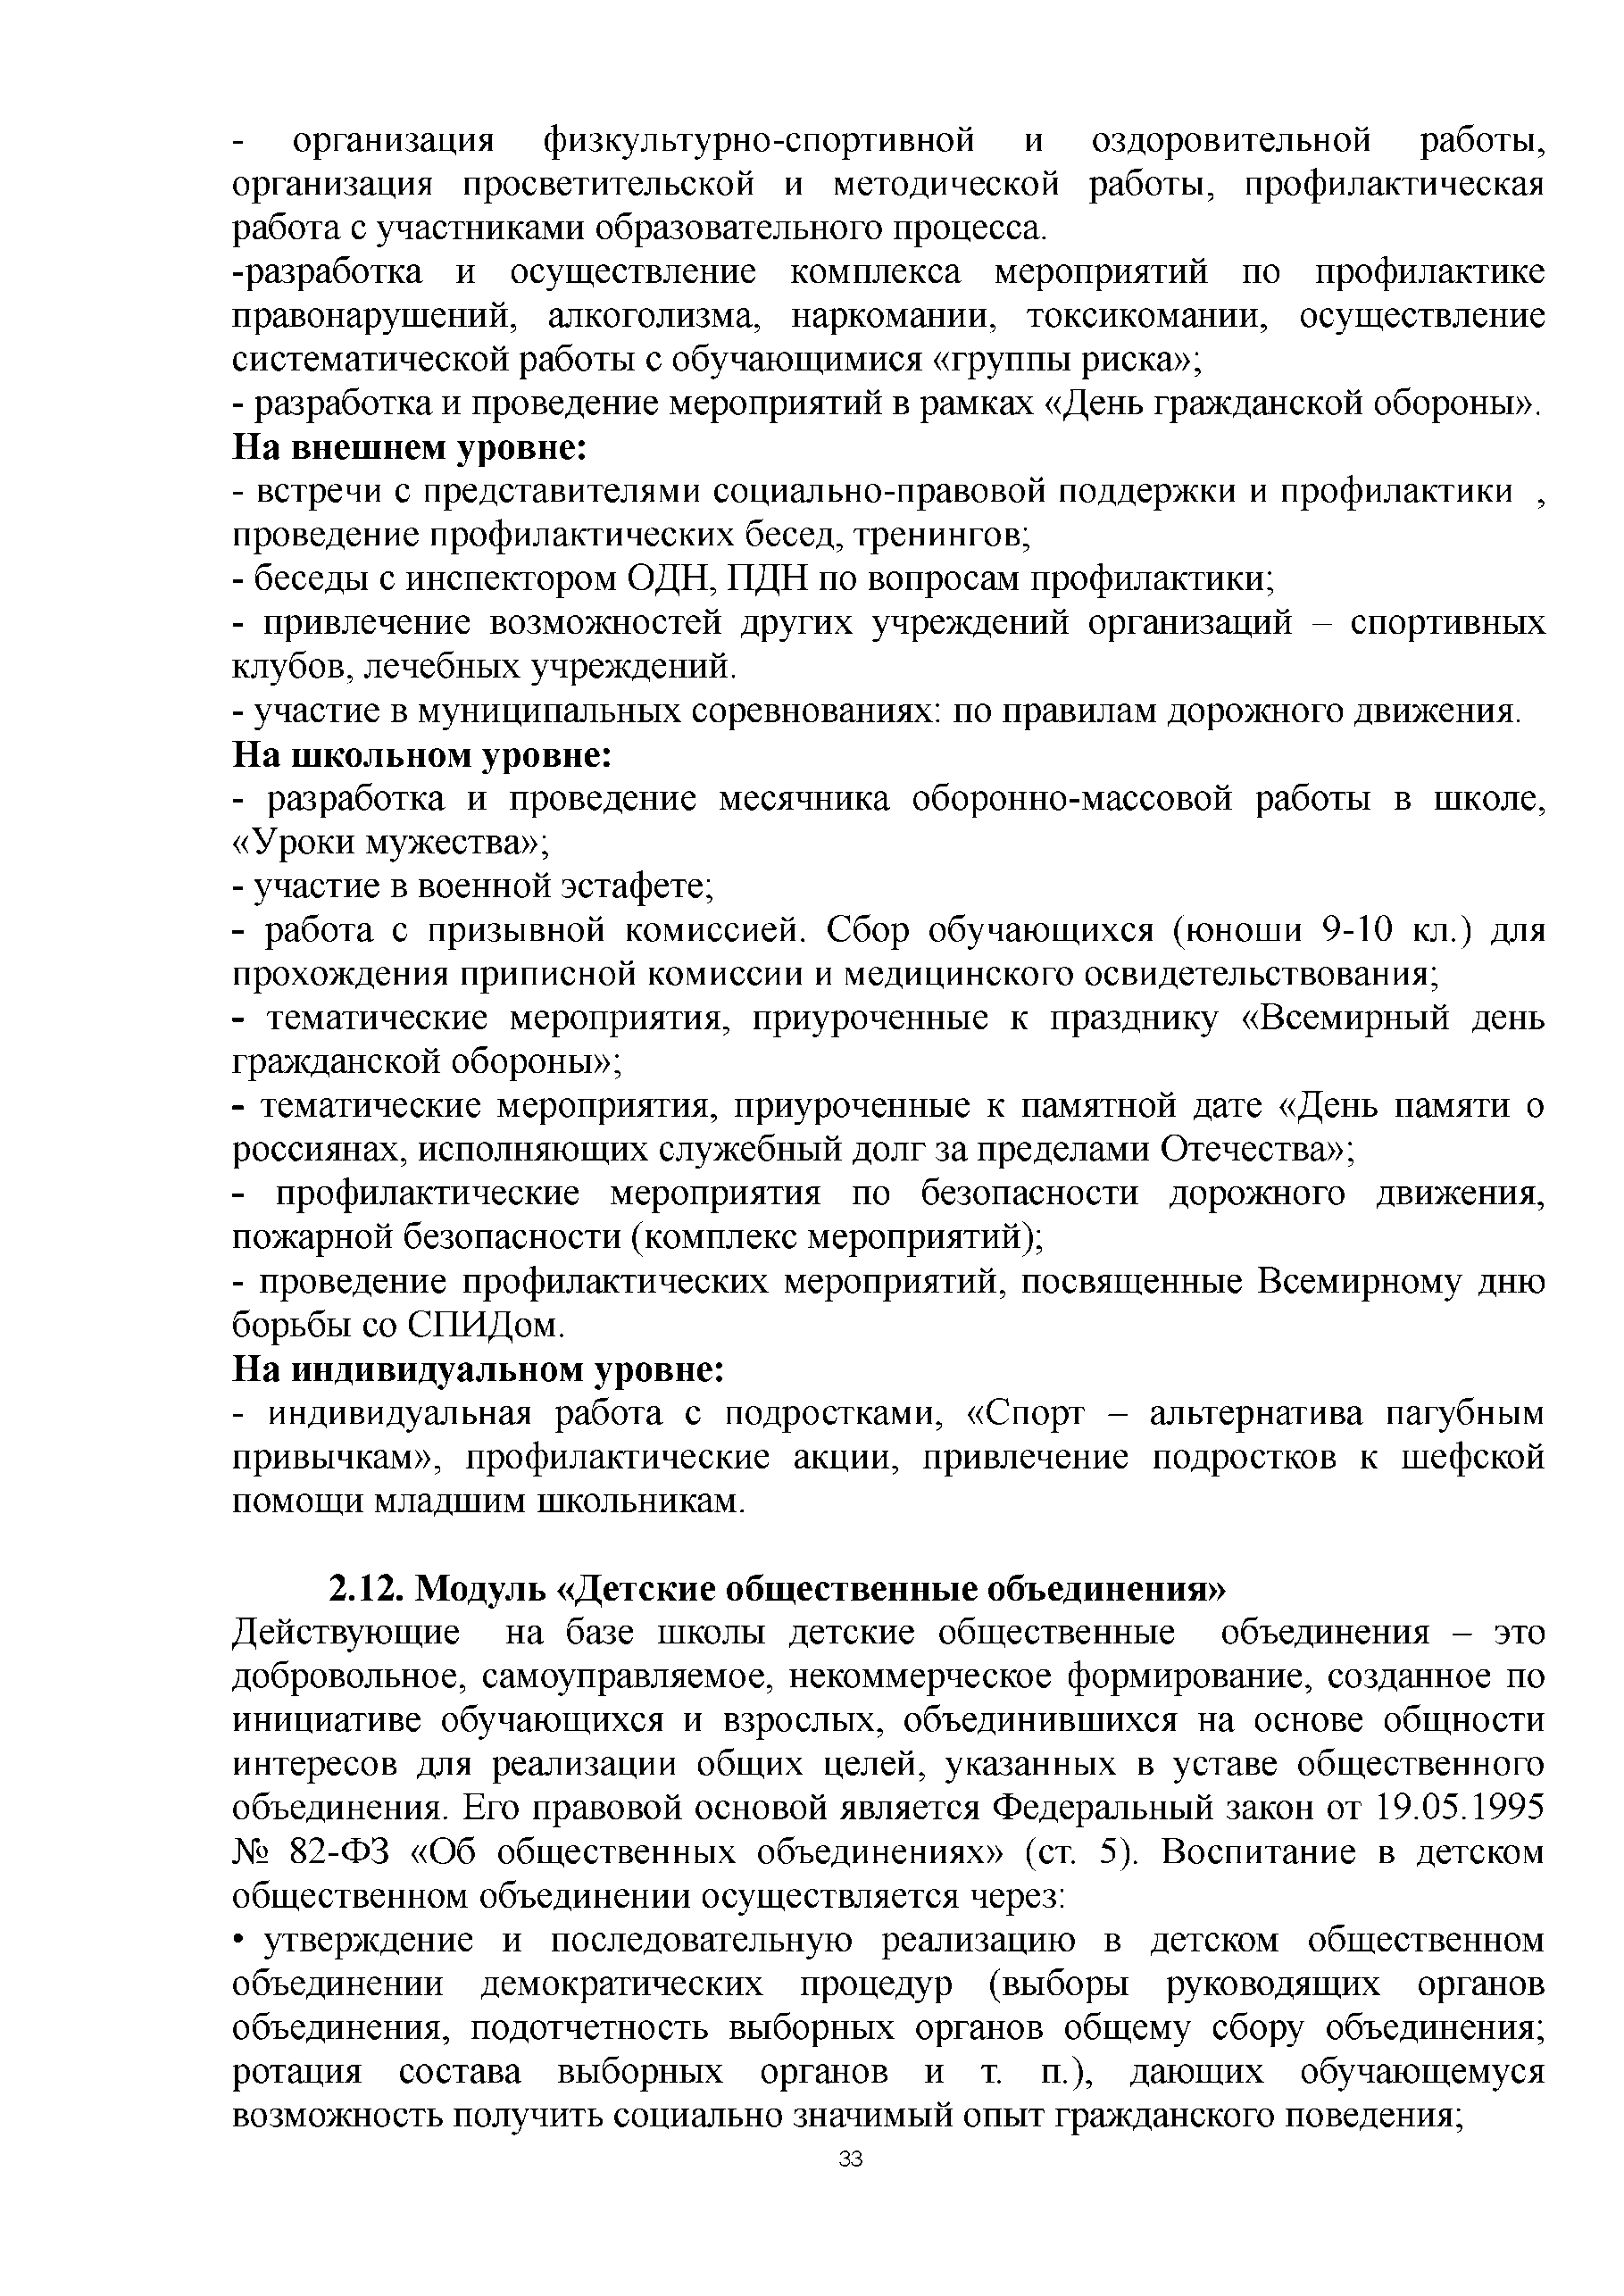 - организация физкультурно-спортивной и оздоровительной работы,
организация просветительской и методической работы, профилактическая
работа с участниками образовательного процесса.
-разработка и осуществление комплекса мероприятий по профилактике
правонарушений, алкоголизма, наркомании, токсикомании, осуществление
систематической работы с обучающимися «группы риска»;
- разработка и проведение мероприятий в рамках «День гражданской обороны».
На внешнем уровне:
- встречи с представителями социально-правовой поддержки и профилактики ,
проведение профилактических бесед, тренингов;
- беседы с инспектором ОДН, ПДН по вопросам профилактики;
- привлечение возможностей других учреждений организаций – спортивных
клубов, лечебных учреждений.
- участие в муниципальных соревнованиях: по правилам дорожного движения.
На школьном уровне:
- разработка и проведение месячника оборонно-массовой работы в школе,
«Уроки мужества»;
- участие в военной эстафете;
- работа с призывной комиссией. Сбор обучающихся (юноши 9-10 кл.) для
прохождения приписной комиссии и медицинского освидетельствования;
- тематические мероприятия, приуроченные к празднику «Всемирный день
гражданской обороны»;
- тематические мероприятия, приуроченные к памятной дате «День памяти о
россиянах, исполняющих служебный долг за пределами Отечества»;
- профилактические мероприятия по безопасности дорожного движения,
пожарной безопасности (комплекс мероприятий);
- проведение профилактических мероприятий, посвященные Всемирному дню
борьбы со СПИДом.
На индивидуальном уровне:
- индивидуальная работа с подростками, «Спорт – альтернатива пагубным
привычкам», профилактические акции, привлечение подростков к шефской
помощи младшим школьникам.
2.12. Модуль «Детские общественные объединения»
Действующие на базе школы детские общественные объединения – это
добровольное, самоуправляемое, некоммерческое формирование, созданное по
инициативе обучающихся и взрослых, объединившихся на основе общности
интересов для реализации общих целей, указанных в уставе общественного
объединения. Его правовой основой является Федеральный закон от 19.05.1995
№ 82-ФЗ «Об общественных объединениях» (ст. 5). Воспитание в детском
общественном объединении осуществляется через:
• утверждение и последовательную реализацию в детском общественном
объединении демократических процедур (выборы руководящих органов
объединения, подотчетность выборных органов общему сбору объединения;
ротация состава выборных органов и т. п.), дающих обучающемуся
возможность получить социально значимый опыт гражданского поведения;
33